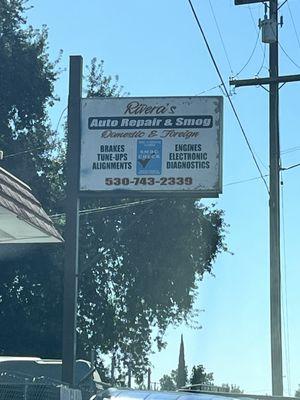 Rivera's
Auto Repair & Smog
Domestic & Foreign
BRAKES
TUNE-UPS
ALIGNMENTS
SMOG
CHECK
ENGINES
ELECTRONIC
DIAGNOSTICS
530-743-2339